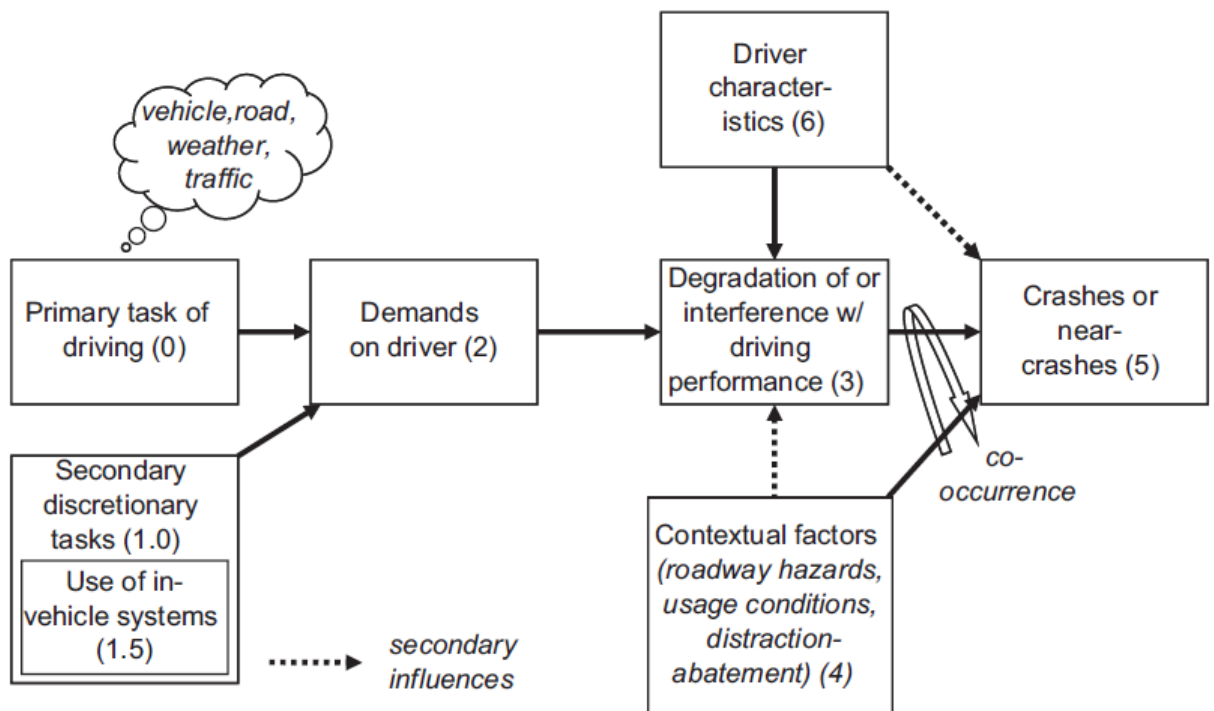 vehicle,road,
weather,
traffic
Driver
character-
istics (6)
Primary task of
driving (0)
Demands
on driver (2)
Degradation of or
interference w/
driving
performance (3)
Crashes or
near-
crashes (5)
co-
occurrence
Secondary
discretionary
tasks (1.0)
Use of in-
vehicle systems
(1.5)
secondary
influences
Contextual factors
(roadway hazards,
usage conditions,
distraction-
abatement) (4)